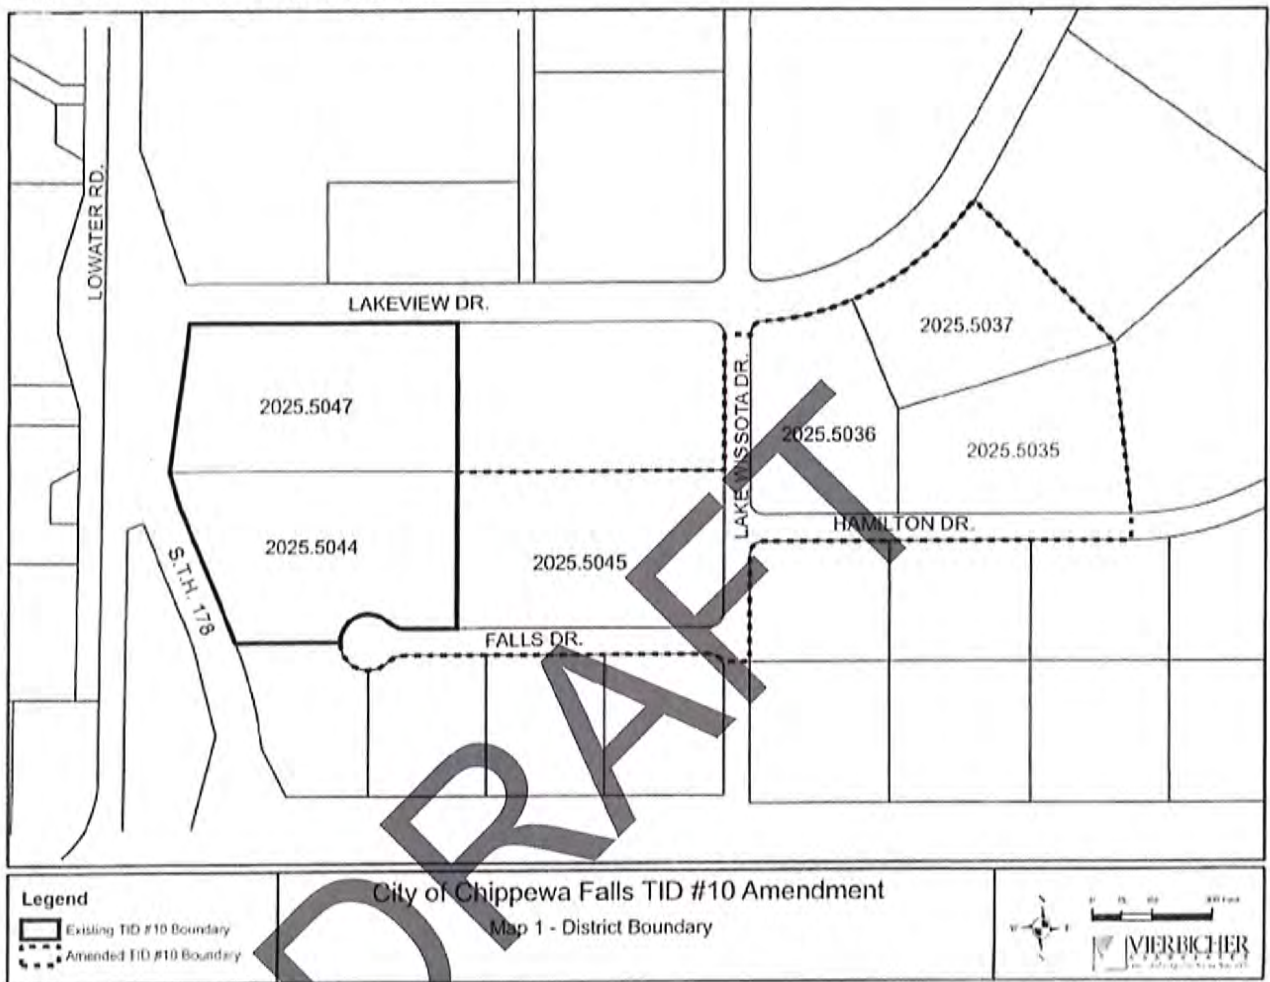 LOWATER RD.
LAKEVIEW DR.
2025.5037
2025.5047
LAKE WISSOTA DR.
2025.5036
2025.5035
HAMILTON DR.
2025.5044
2025.5045
S.T.H. 178
FALLS DR.
DRAFT
Legend
Existing TID #10 Boundary
Amended TID #10 Boundary
City of Chippewa Falls TID #10 Amendment
Map 1 - District Boundary
VIERBICHER